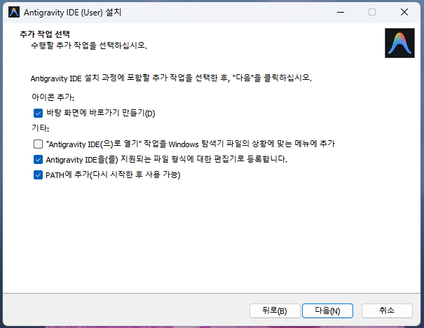 Antigravity IDE (User) 설치
추가 작업 선택
수행할 추가 작업을 선택하십시오.
Antigravity IDE 설치 과정에 포함할 추가 작업을 선택한 후, "다음"을 클릭하십시오.
아이콘 추가:
바탕 화면에 바로가기 만들기(D)
기타:
"Antigravity IDE(으)로 열기" 작업을 Windows 탐색기 파일의 상황에 맞는 메뉴에 추가
Antigravity IDE을(를) 지원되는 파일 형식에 대한 편집기로 등록합니다.
PATH에 추가(다시 시작한 후 사용 가능)
뒤로(B) 다음(N) 취소